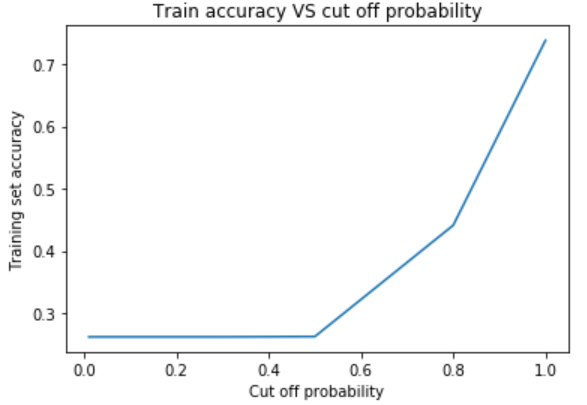 Train accuracy VS cut off probability
0.7
0.6
0.5
0.4
0.3
Training set accuracy
0.0 0.2 0.4 0.6 0.8 1.0
Cut off probability